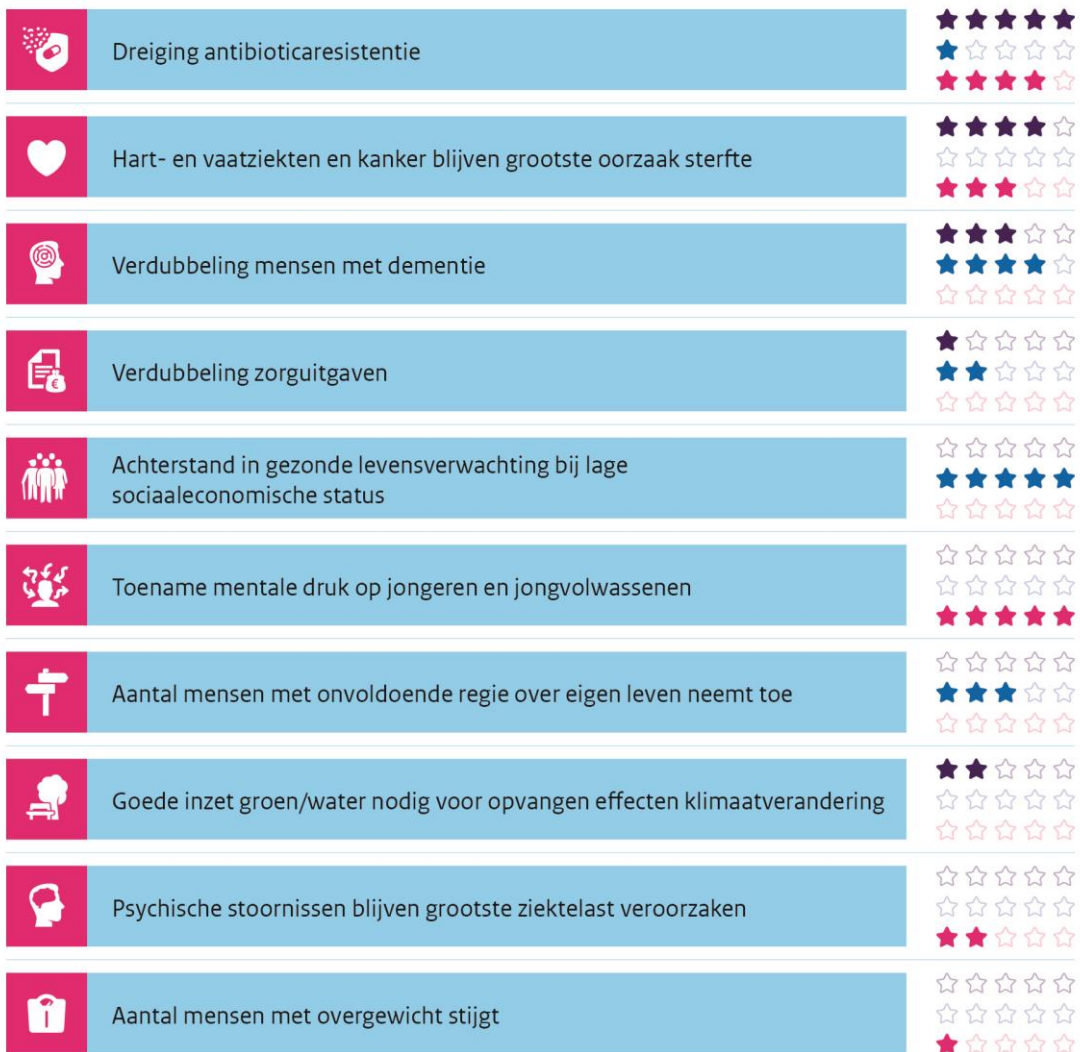 Dreiging antibioticaresistentie
Hart- en vaatziekten en kanker blijven grootste oorzaak sterfte
Verdubbeling mensen met dementie
€
Verdubbeling zorguitgaven
Achterstand in gezonde levensverwachting bij lage
sociaaleconomische status
Toename mentale druk op jongeren en jongvolwassenen
Aantal mensen met onvoldoende regie over eigen leven neemt toe
Goede inzet groen/water nodig voor opvangen effecten klimaatverandering
Psychische stoornissen blijven grootste ziektelast veroorzaken
Aantal mensen met overgewicht stijgt